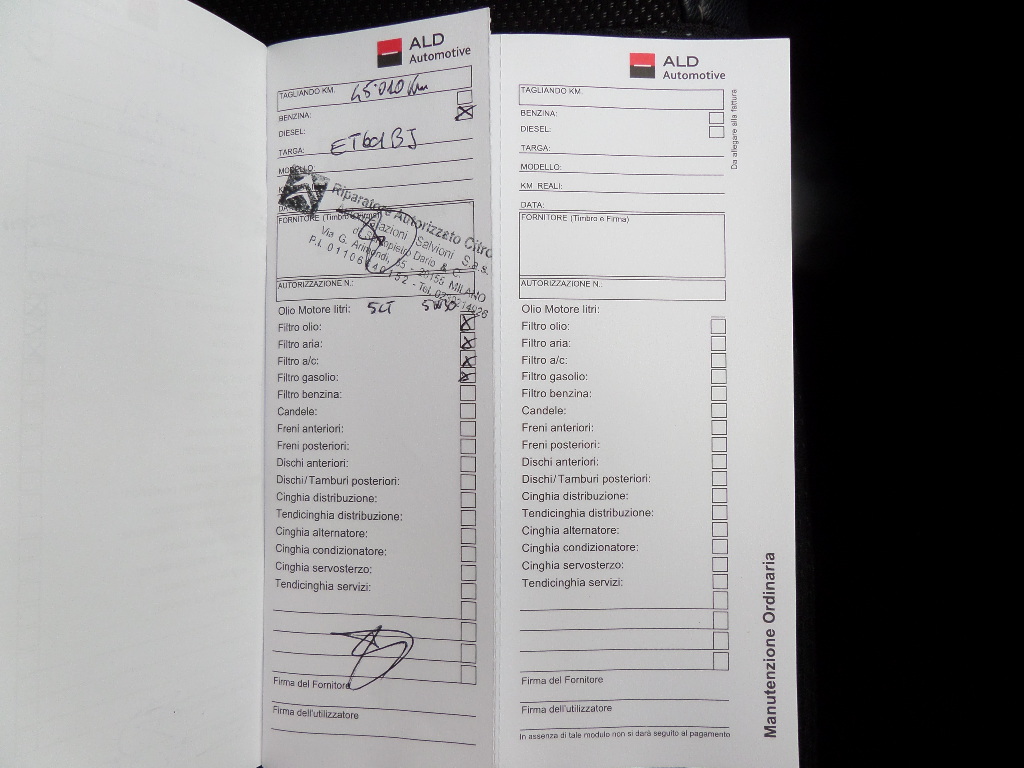 ALD
Automotive
TAGLIANDO KM. 45.010 Km
BENZINA:
DIESEL:
TARGA:
MODELLO:
FORNITORE (Timbro e Firma)
Riparatore Autorizzato Citro
Salvioni S.a.s.
Dario & C.
Via G. 20155 MILANO
AUTORIZZAZIONE N.:
Olio Motore litri: 5LT 5W30
Filtro olio:
Filtro aria:
Filtro a/c:
Filtro gasolio:
Filtro benzina:
Candele:
Freni anteriori:
Freni posteriori:
Dischi anteriori:
Dischi/Tamburi posteriori:
Cinghia distribuzione:
Tendicinghia distribuzione:
Cinghia alternatore:
Cinghia condizionatore:
Cinghia servosterzo:
Tendicinghia servizi:
Firma del Fornitore
Firma dell'utilizzatore
ALD
Automotive
TAGLIANDO KM.
BENZINA:
DIESEL:
TARGA:
MODELLO:
KM. REALI:
DATA:
FORNITORE (Timbro e Firma)
AUTORIZZAZIONE N.:
Olio Motore litri:
Filtro olio:
Filtro aria:
Filtro a/c:
Filtro gasolio:
Filtro benzina:
Candele:
Freni anteriori:
Freni posteriori:
Dischi anteriori:
Dischi/Tamburi posteriori:
Cinghia distribuzione:
Tendicinghia distribuzione:
Cinghia alternatore:
Cinghia condizionatore:
Cinghia servosterzo:
Tendicinghia servizi:
Firma del Fornitore
Firma dell'utilizzatore
In assenza di tale modulo non si darà seguito al pagamento
Da allegare alla fattura
Manutenzione Ordinaria